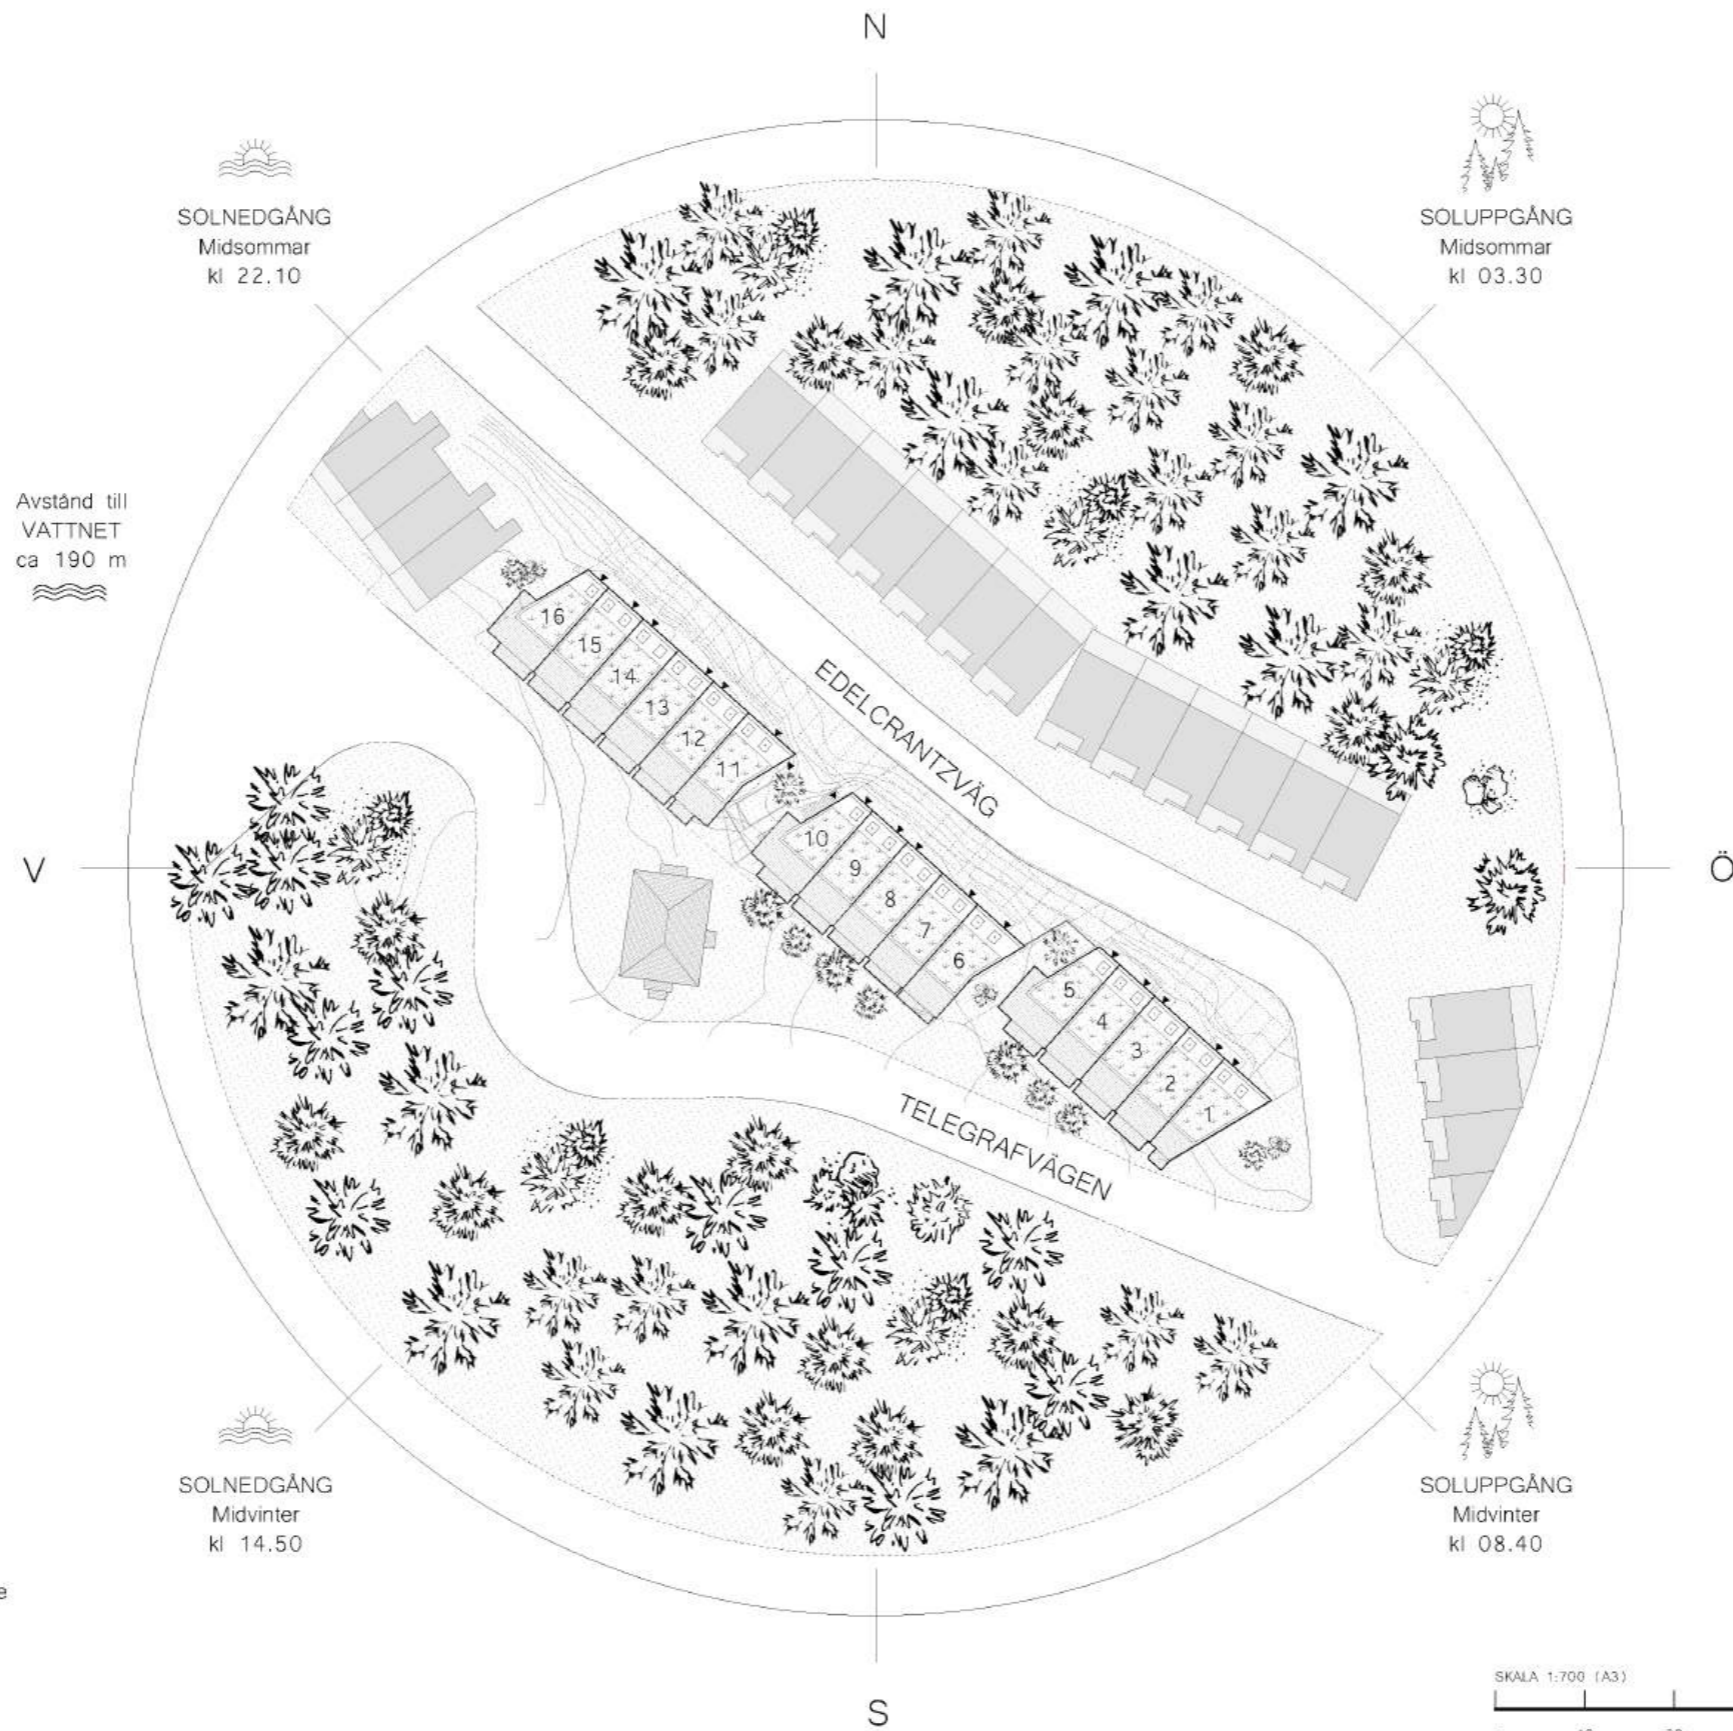 N
SOLNEDGÅNG
Midsommar
kl 22.10
SOLUPPGÅNG
Midsommar
kl 03.30
Avstånd till
VATTNET
ca 190 m
16
15
14
13
12
11
EDELCRANTZVÄG
10
9
8
7
6
V
Ö
5
4
3
2
1
TELEGRAFVÄGEN
SOLNEDGÅNG
Midvinter
kl 14.50
SOLUPPGÅNG
Midvinter
kl 08.40
e
S
SKALA 1:700 (A3)